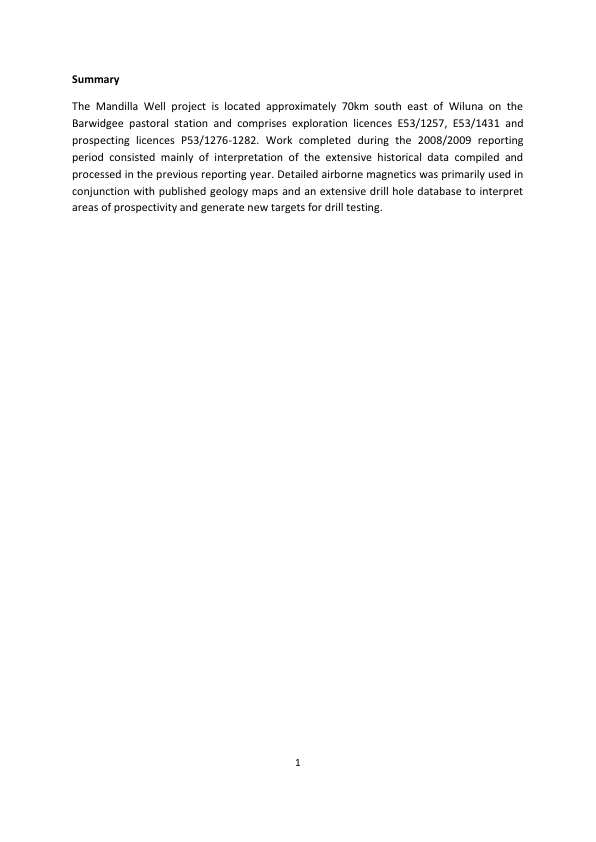 Summary
The Mandilla Well project is located approximately 70km south east of Wiluna on the
Barwidgee pastoral station and comprises exploration licences E53/1257, E53/1431 and
prospecting licences P53/1276-1282. Work completed during the 2008/2009 reporting
period consisted mainly of interpretation of the extensive historical data compiled and
processed in the previous reporting year. Detailed airborne magnetics was primarily used in
conjunction with published geology maps and an extensive drill hole database to interpret
areas of prospectivity and generate new targets for drill testing.
1